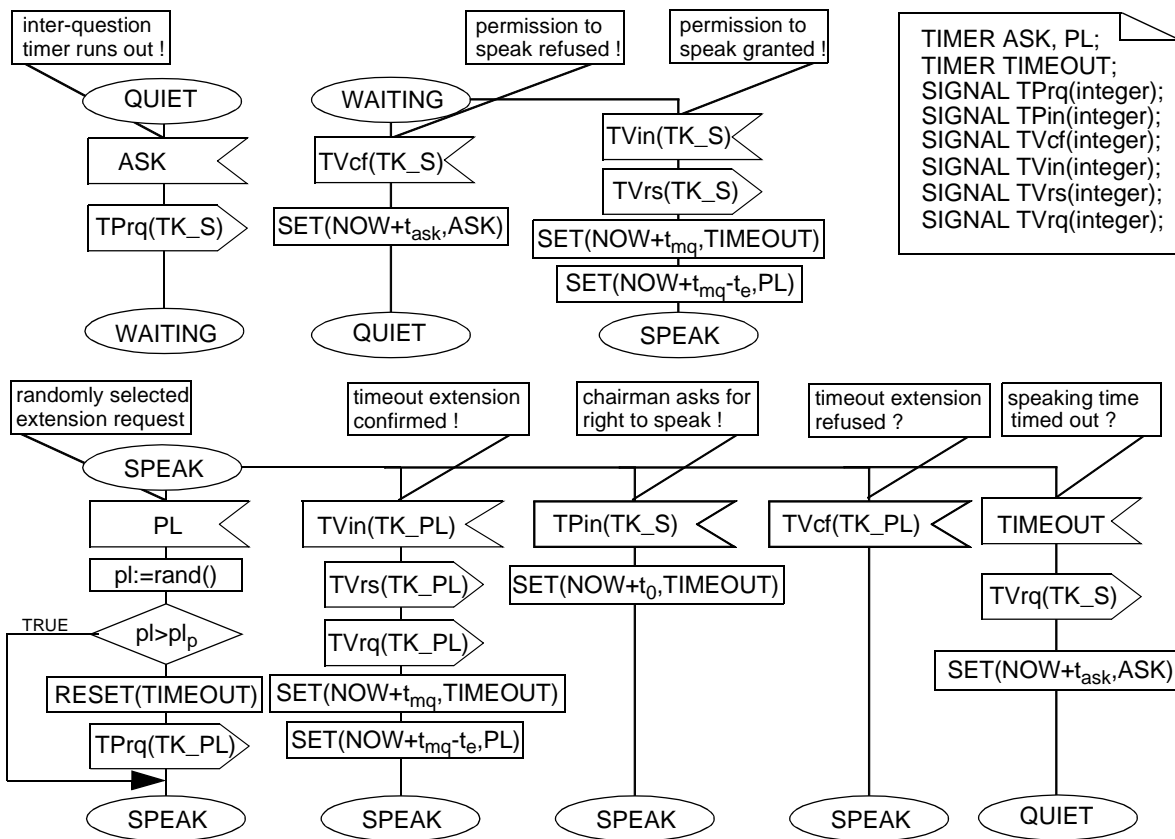 inter-question
timer runs out !
permission to
speak refused !
permission to
speak granted !
TIMER ASK, PL;
TIMER TIMEOUT;
SIGNAL TPrq(integer);
SIGNAL TPin(integer);
SIGNAL TVcf(integer);
SIGNAL TVin(integer);
SIGNAL TVrs(integer);
SIGNAL TVrq(integer);
QUIET
ASK
TPrq(TK_S)
WAITING
WAITING
TVcf(TK_S)
SET(NOW+task,ASK)
QUIET
TVin(TK_S)
TVrs(TK_S)
SET(NOW+tmq,TIMEOUT)
SET(NOW+tmq-te,PL)
SPEAK
randomly selected
extension request
timeout extension
confirmed !
chairman asks for
right to speak !
timeout extension
refused ?
speaking time
timed out ?
SPEAK
PL
pl:=rand()
TRUE
pl>plp
RESET(TIMEOUT)
TPrq(TK_PL)
SPEAK
TVin(TK_PL)
TVrs(TK_PL)
TVrq(TK_PL)
SET(NOW+tmq,TIMEOUT)
SET(NOW+tmq-te,PL)
SPEAK
TPin(TK_S)
SET(NOW+t0,TIMEOUT)
SPEAK
TVcf(TK_PL)
SPEAK
TIMEOUT
TVrq(TK_S)
SET(NOW+task,ASK)
QUIET